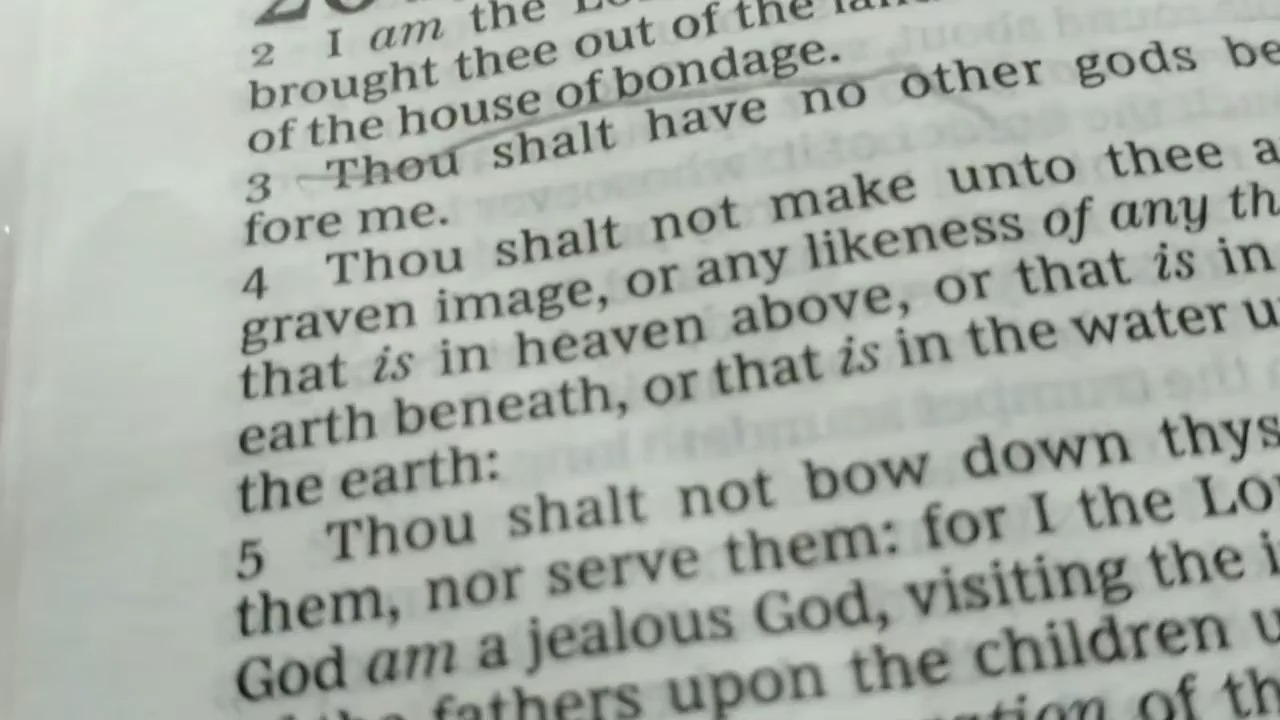 2 I am the
brought thee out of the
of the house of bondage.
3 Thou shalt have no other gods be
fore me.
4 Thou shalt not make unto thee a
graven image, or any likeness of any th
that is in heaven above, or that is in
earth beneath, or that is in the water u
the earth:
5 Thou shalt not bow down thys
them, nor serve them: for I the LO
God am a jealous God, visiting the i
fathers upon the children u
of th